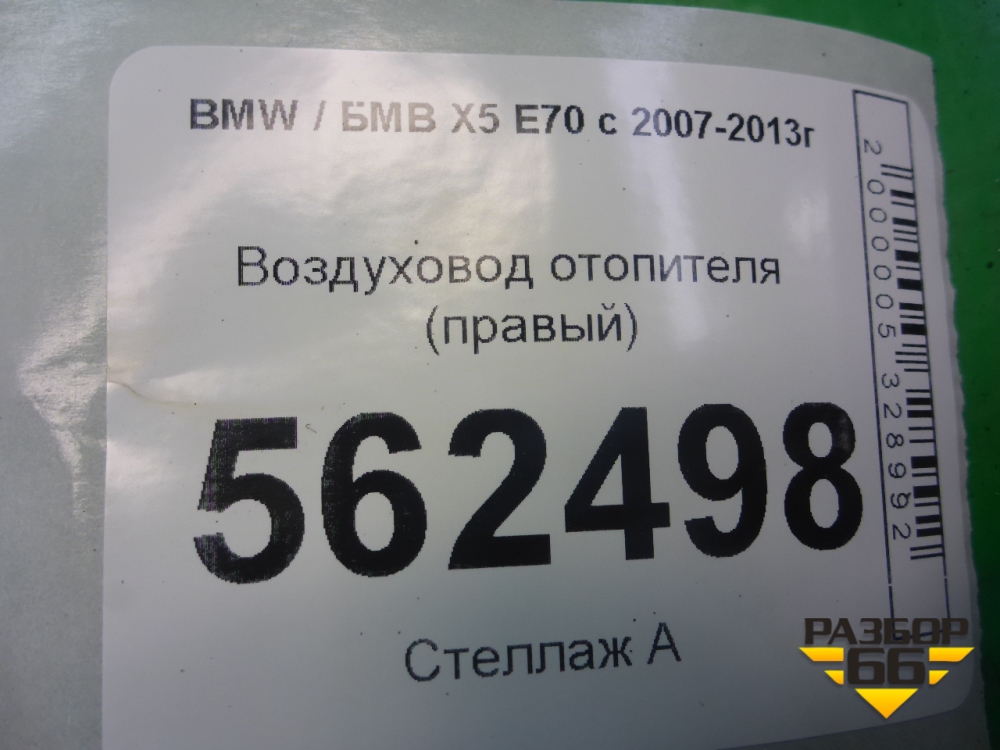 BMW / БМВ X5 E70 с 2007-2013г
Воздуховод отопителя
(правый)
562498
Стеллаж А
2000005328992
РАЗБОР
66